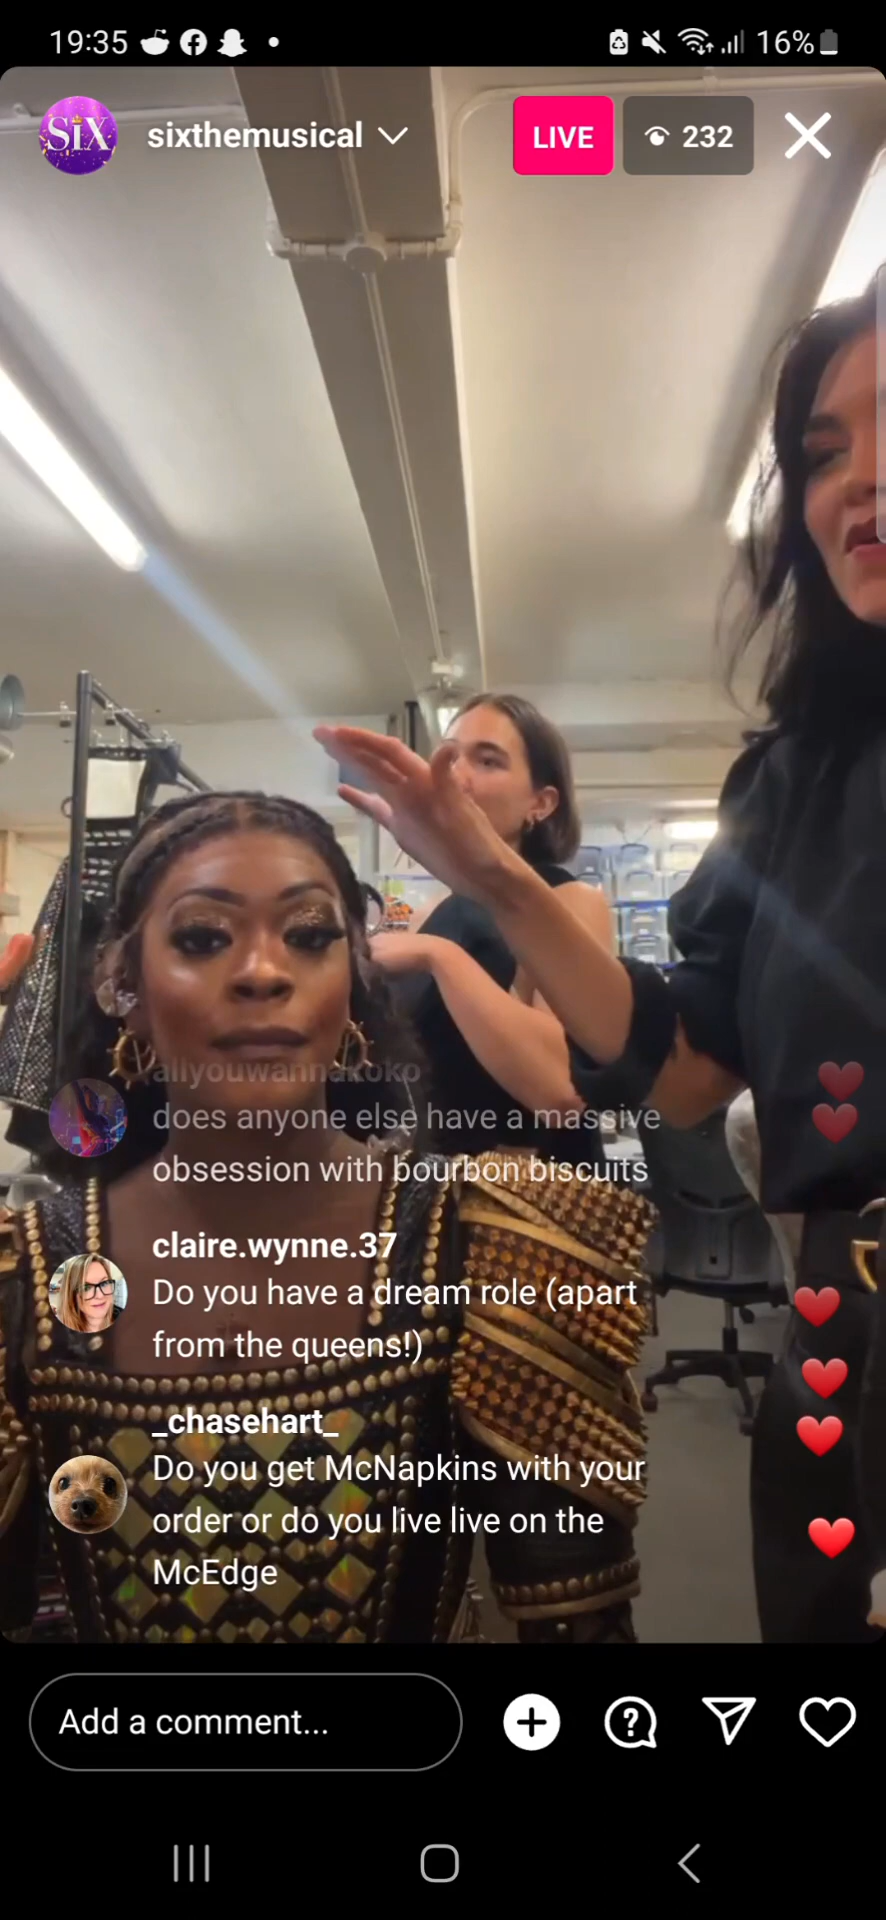 19:35
16%
SiX
sixthemusical
LIVE
232
allyouwannakoko
does anyone else have a massive
obsession with bourbon biscuits
claire.wynne.37
Do you have a dream role (apart
from the queens!)
_chasehart_
Do you get McNapkins with your
order or do you live live on the
McEdge
Add a comment...